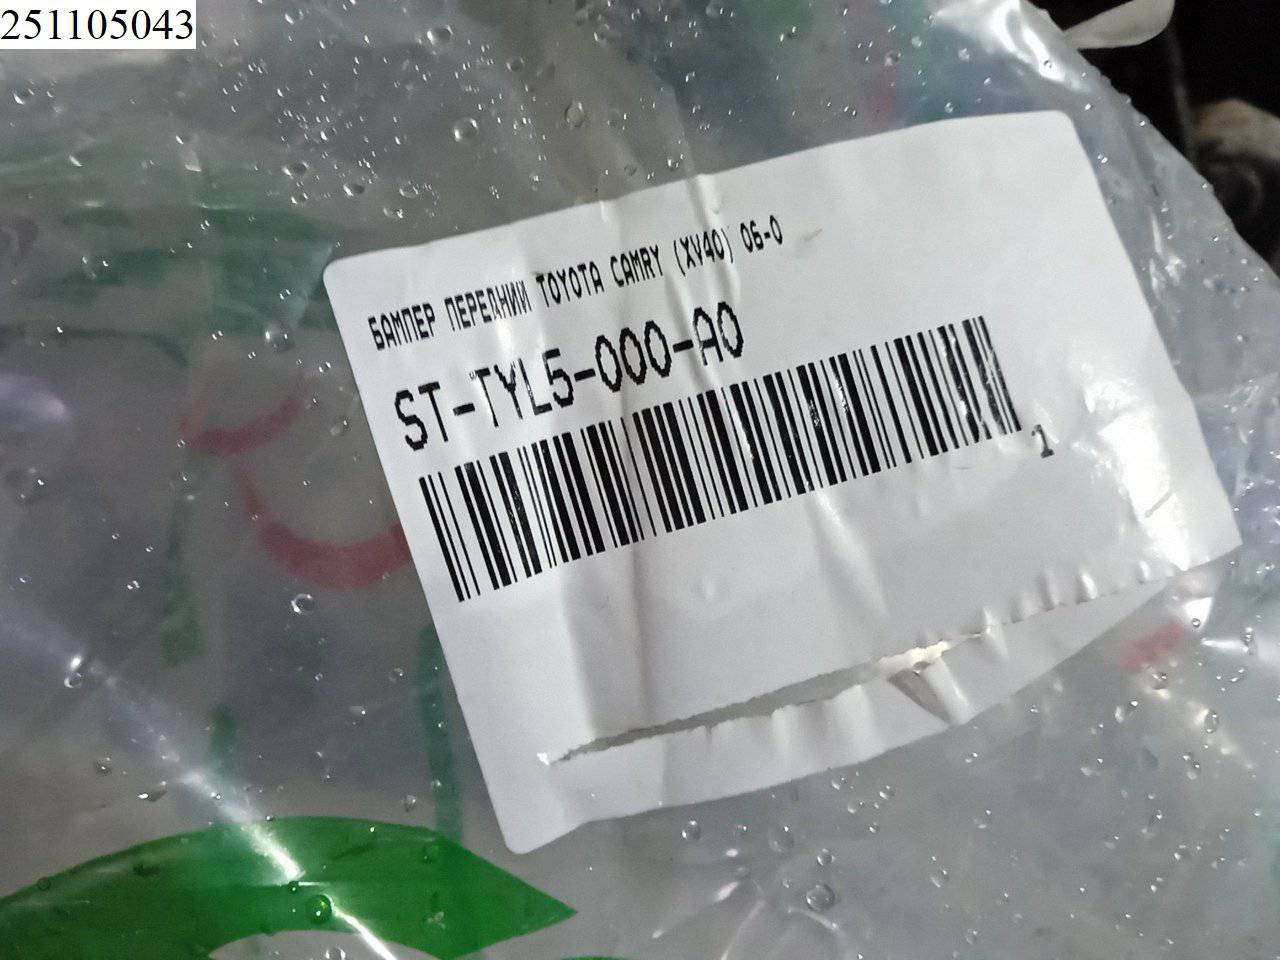 251105043
БАМПЕР ПЕРЕДНИЙ TOYOTA CAMRY (XV40) 06-0
ST-TYL5-000-A0
1